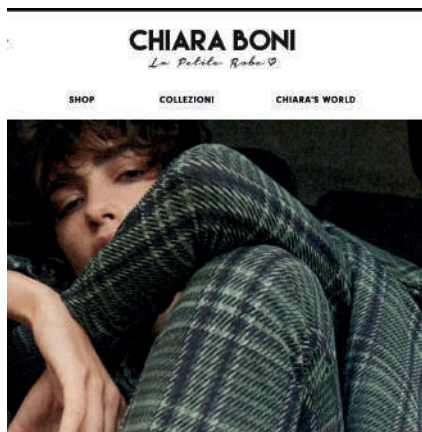 CHIARA BONI
La Petite Robe
SHOP COLLEZIONI CHIARA'S WORLD